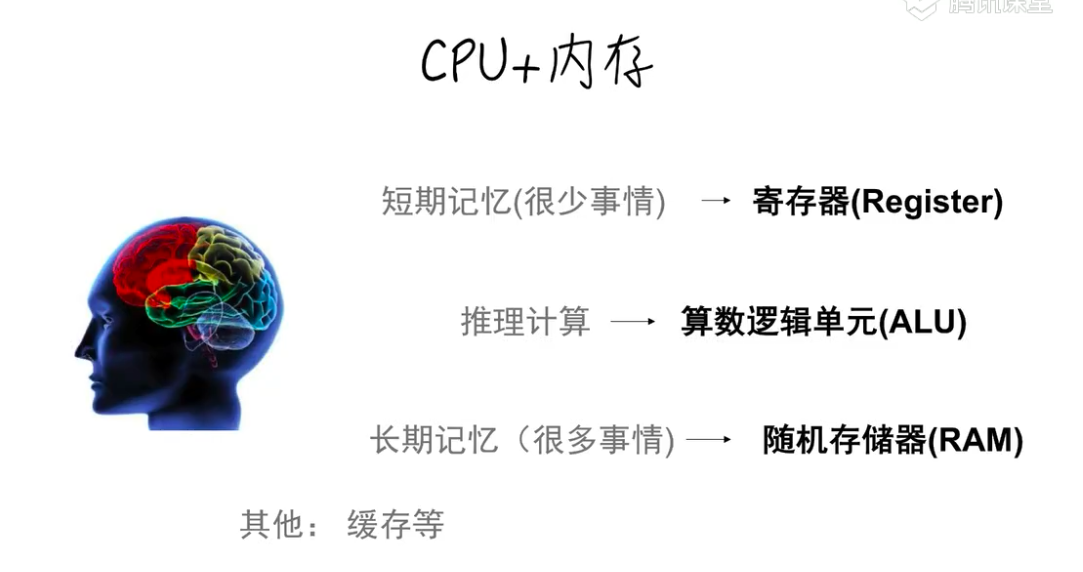 腾讯课堂
CPU+内存
短期记忆(很少事情) → 寄存器(Register)
推理计算 → 算数逻辑单元(ALU)
长期记忆（很多事情) → 随机存储器(RAM)
其他： 缓存等